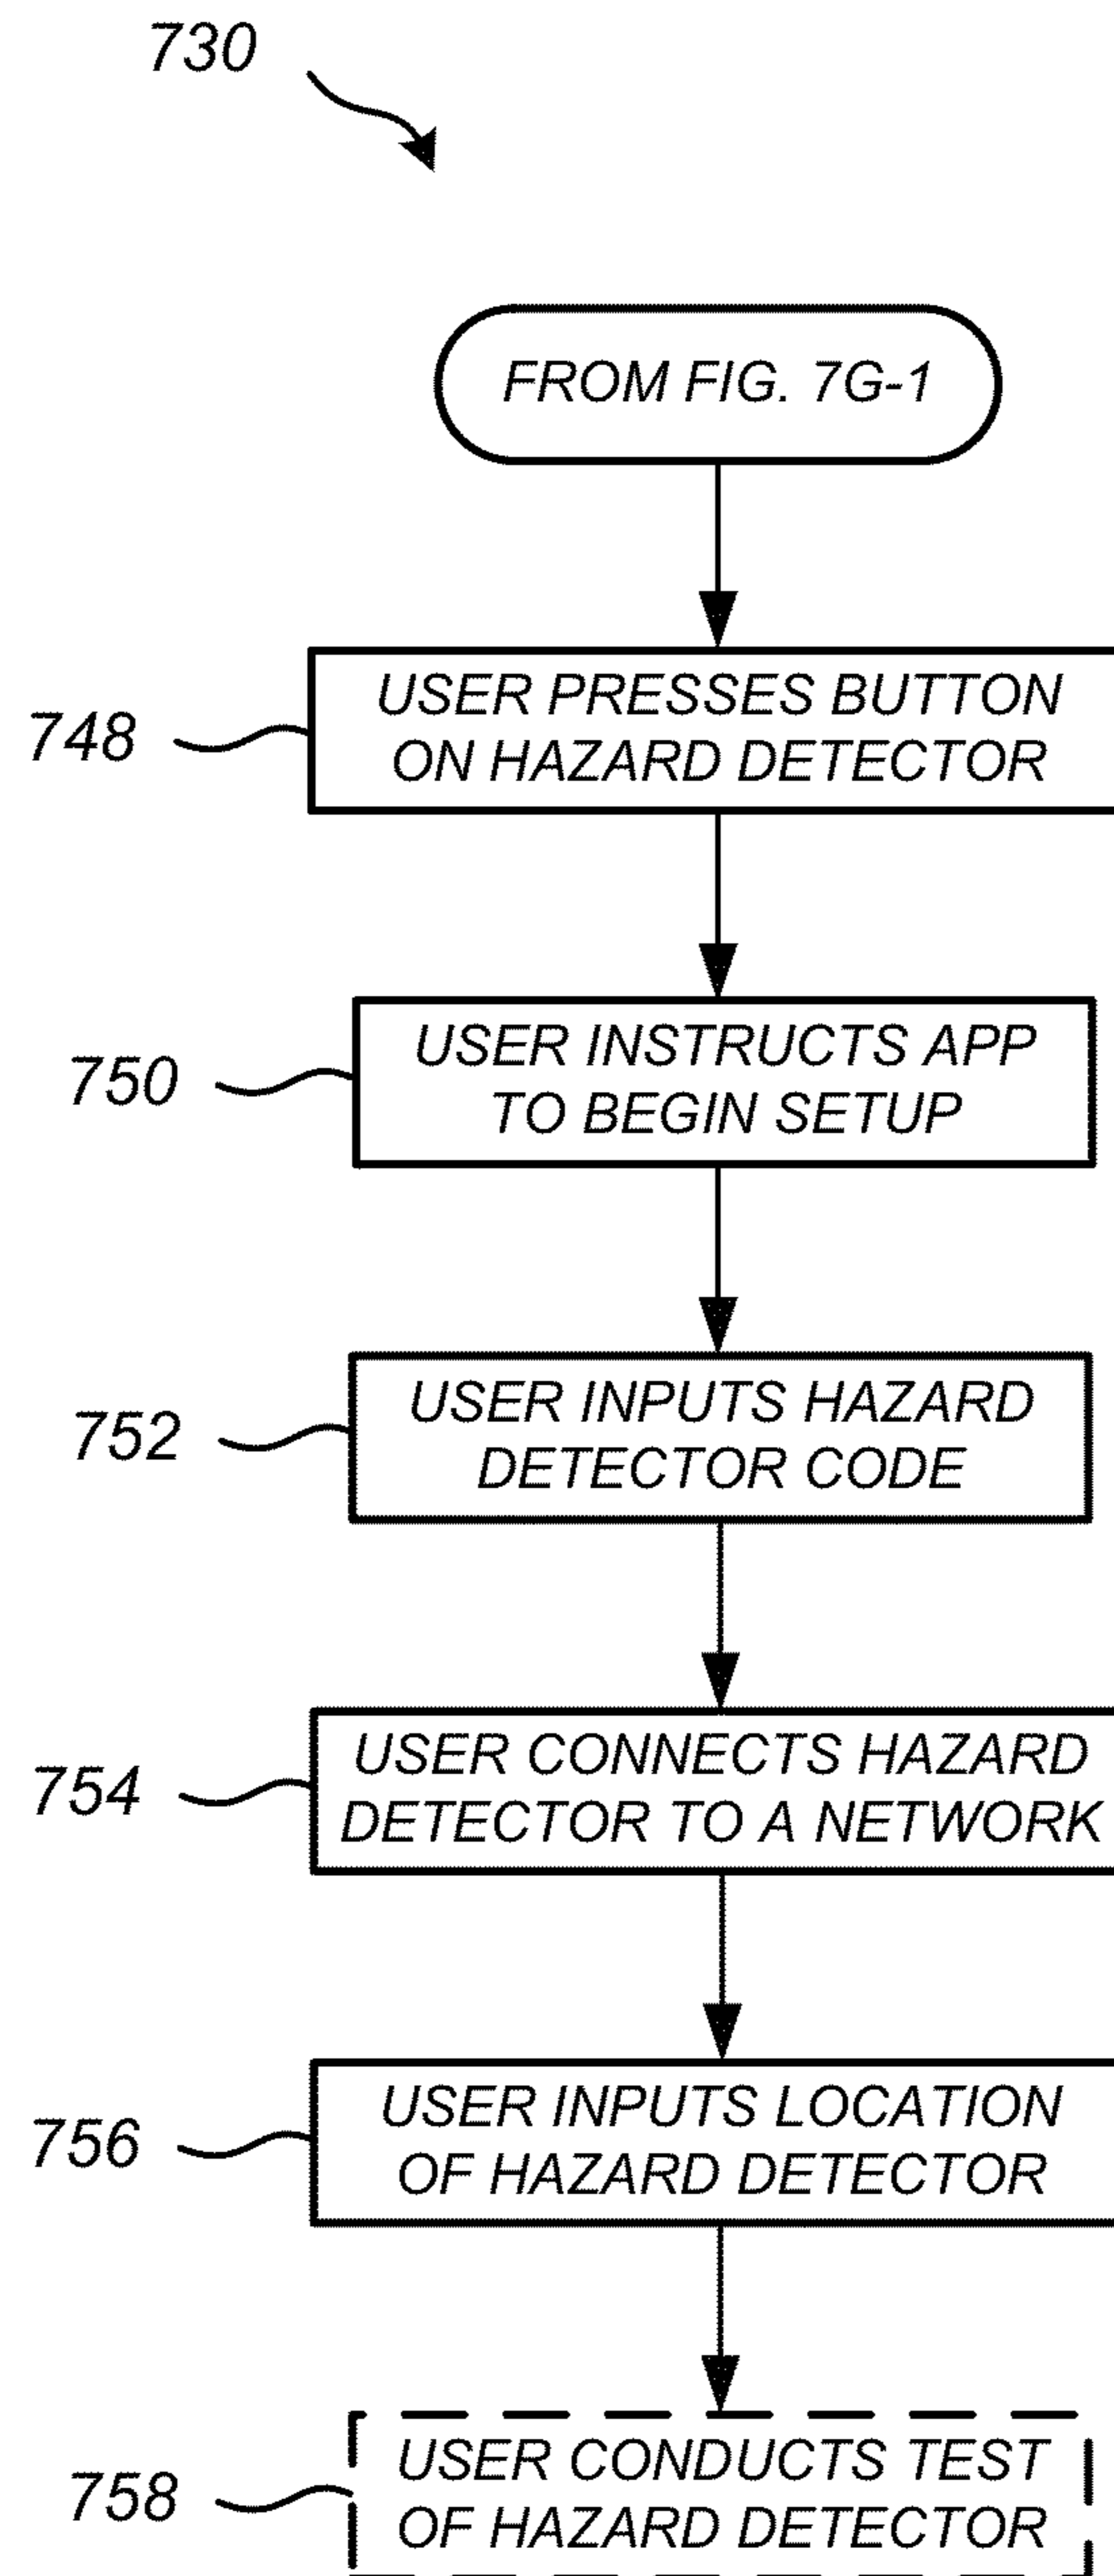 730
FROM FIG. 7G-1
748
USER PRESSES BUTTON
ON HAZARD DETECTOR
750
USER INSTRUCTS APP
TO BEGIN SETUP
752
USER INPUTS HAZARD
DETECTOR CODE
754
USER CONNECTS HAZARD
DETECTOR TO A NETWORK
756
USER INPUTS LOCATION
OF HAZARD DETECTOR
758
USER CONDUCTS TEST
OF HAZARD DETECTOR